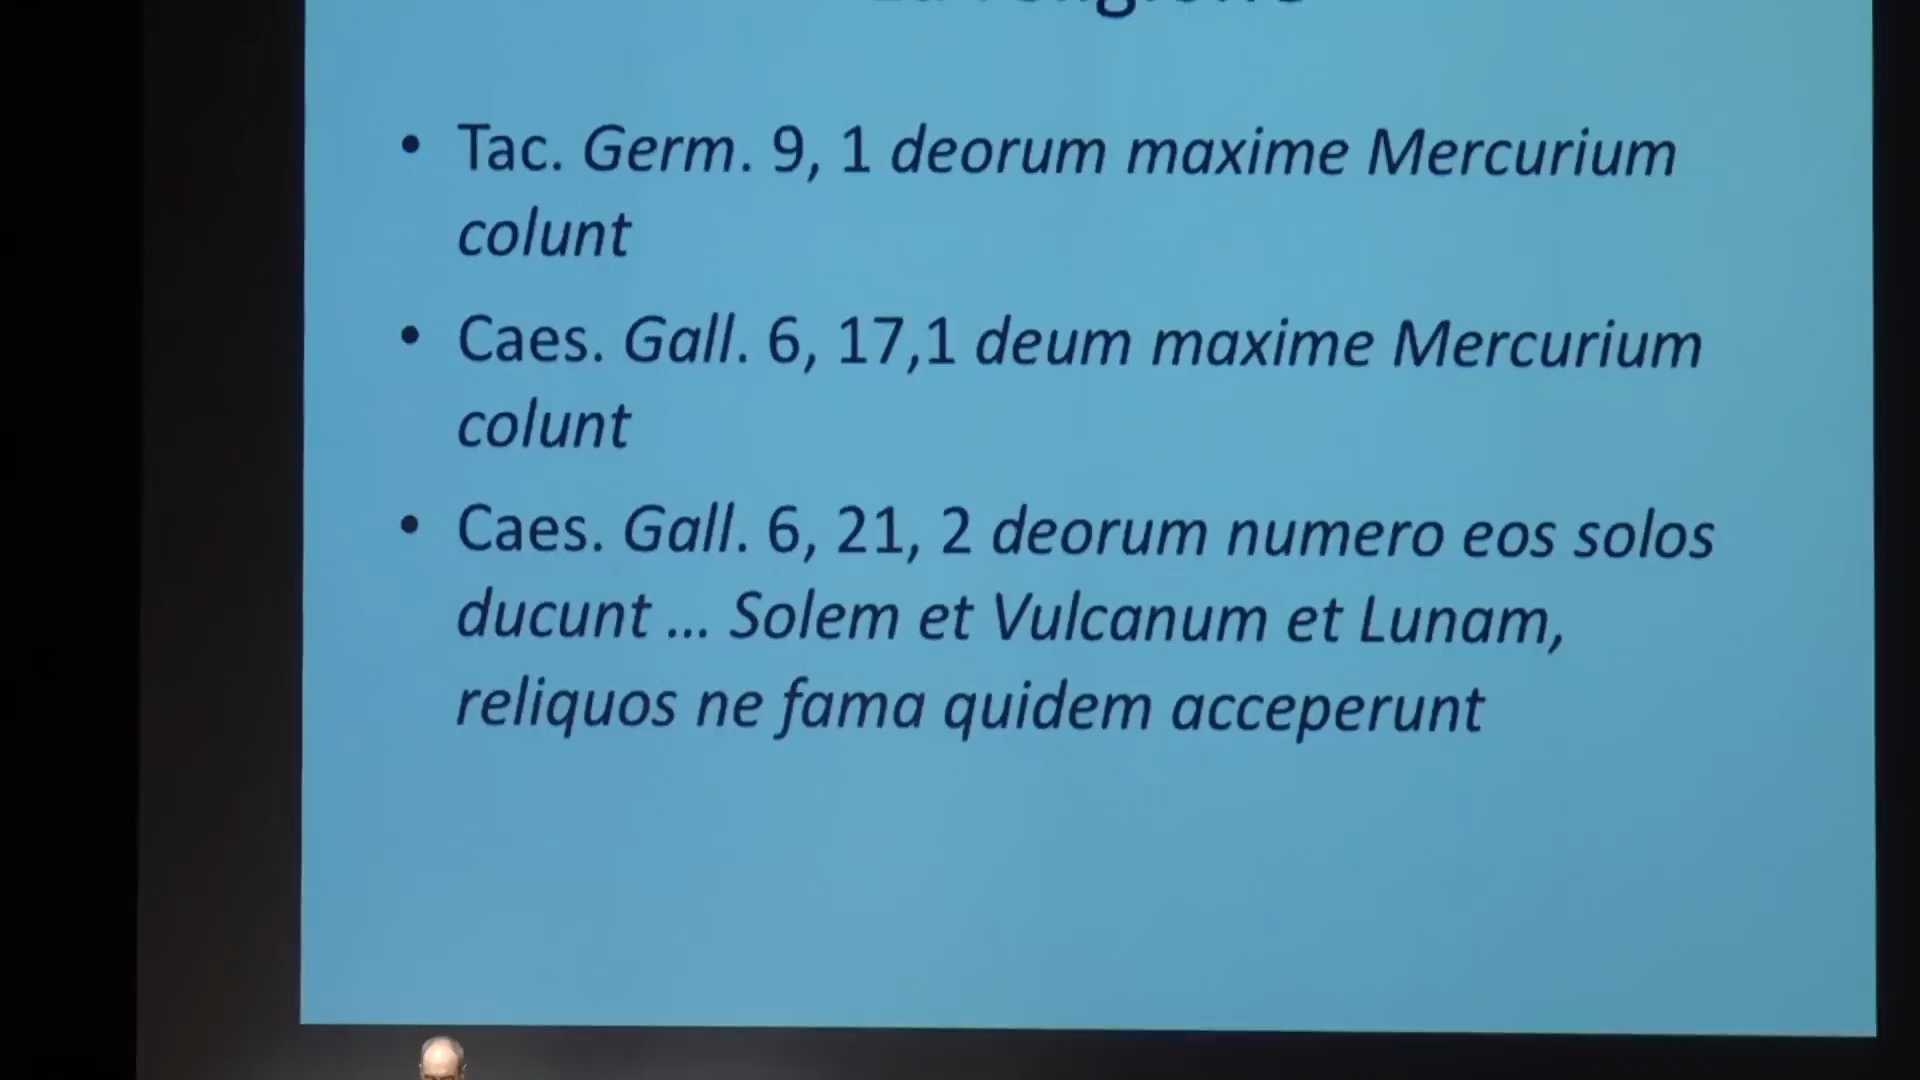 • Tac. Germ. 9, 1 deorum maxime Mercurium
colunt
• Caes. Gall. 6, 17,1 deum maxime Mercurium
colunt
• Caes. Gall. 6, 21, 2 deorum numero eos solos
ducunt ... Solem et Vulcanum et Lunam,
reliquos ne fama quidem acceperunt